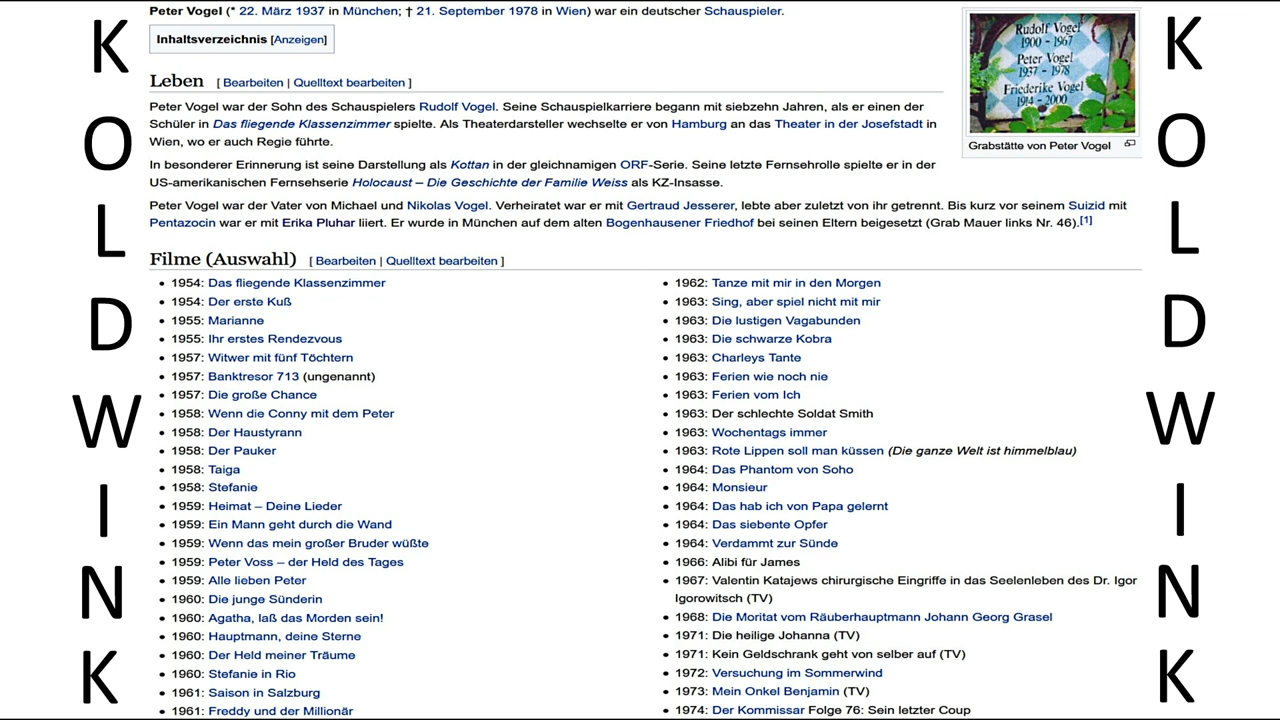 KOLDWINK
Peter Vogel (* 22. März 1937 in München; † 21. September 1978 in Wien) war ein deutscher Schauspieler.
Inhaltsverzeichnis [Anzeigen]
Rudolf Vogel
1900 - 1967
Peter Vogel
1937 - 1978
Friederike Vogel
1914 - 2000
Grabstätte von Peter Vogel
Leben [ Bearbeiten | Quelltext bearbeiten ]
Peter Vogel war der Sohn des Schauspielers Rudolf Vogel. Seine Schauspielkarriere begann mit siebzehn Jahren, als er einen der
Schüler in Das fliegende Klassenzimmer spielte. Als Theaterdarsteller wechselte er von Hamburg an das Theater in der Josefstadt in
Wien, wo er auch Regie führte.
In besonderer Erinnerung ist seine Darstellung als Kottan in der gleichnamigen ORF-Serie. Seine letzte Fernsehrolle spielte er in der
US-amerikanischen Fernsehserie Holocaust – Die Geschichte der Familie Weiss als KZ-Insasse.
Peter Vogel war der Vater von Michael und Nikolas Vogel. Verheiratet war er mit Gertraud Jesserer, lebte aber zuletzt von ihr getrennt. Bis kurz vor seinem Suizid mit
Pentazocin war er mit Erika Pluhar liiert. Er wurde in München auf dem alten Bogenhausener Friedhof bei seinen Eltern beigesetzt (Grab Mauer links Nr. 46).[1]
Filme (Auswahl) [ Bearbeiten | Quelltext bearbeiten ]
• 1954: Das fliegende Klassenzimmer
• 1954: Der erste Kuß
• 1955: Marianne
• 1955: Ihr erstes Rendezvous
• 1957: Witwer mit fünf Töchtern
• 1957: Banktresor 713 (ungenannt)
• 1957: Die große Chance
• 1958: Wenn die Conny mit dem Peter
• 1958: Der Haustyrann
• 1958: Der Pauker
• 1958: Taiga
• 1958: Stefanie
• 1959: Heimat – Deine Lieder
• 1959: Ein Mann geht durch die Wand
• 1959: Wenn das mein großer Bruder wüßte
• 1959: Peter Voss – der Held des Tages
• 1959: Alle lieben Peter
• 1960: Die junge Sünderin
• 1960: Agatha, laß das Morden sein!
• 1960: Hauptmann, deine Sterne
• 1960: Der Held meiner Träume
• 1960: Stefanie in Rio
• 1961: Saison in Salzburg
• 1961: Freddy und der Millionär
• 1962: Tanze mit mir in den Morgen
• 1963: Sing, aber spiel nicht mit mir
• 1963: Die lustigen Vagabunden
• 1963: Die schwarze Kobra
• 1963: Charleys Tante
• 1963: Ferien wie noch nie
• 1963: Ferien vom Ich
• 1963: Der schlechte Soldat Smith
• 1963: Wochentags immer
• 1963: Rote Lippen soll man küssen (Die ganze Welt ist himmelblau)
• 1964: Das Phantom von Soho
• 1964: Monsieur
• 1964: Das hab ich von Papa gelernt
• 1964: Das siebente Opfer
• 1964: Verdammt zur Sünde
• 1966: Alibi für James
• 1967: Valentin Katajews chirurgische Eingriffe in das Seelenleben des Dr. Igor
Igorowitsch (TV)
• 1968: Die Moritat vom Räuberhauptmann Johann Georg Grasel
• 1971: Die heilige Johanna (TV)
• 1971: Kein Geldschrank geht von selber auf (TV)
• 1972: Versuchung im Sommerwind
• 1973: Mein Onkel Benjamin (TV)
• 1974: Der Kommissar Folge 76: Sein letzter Coup
KOLDWINK